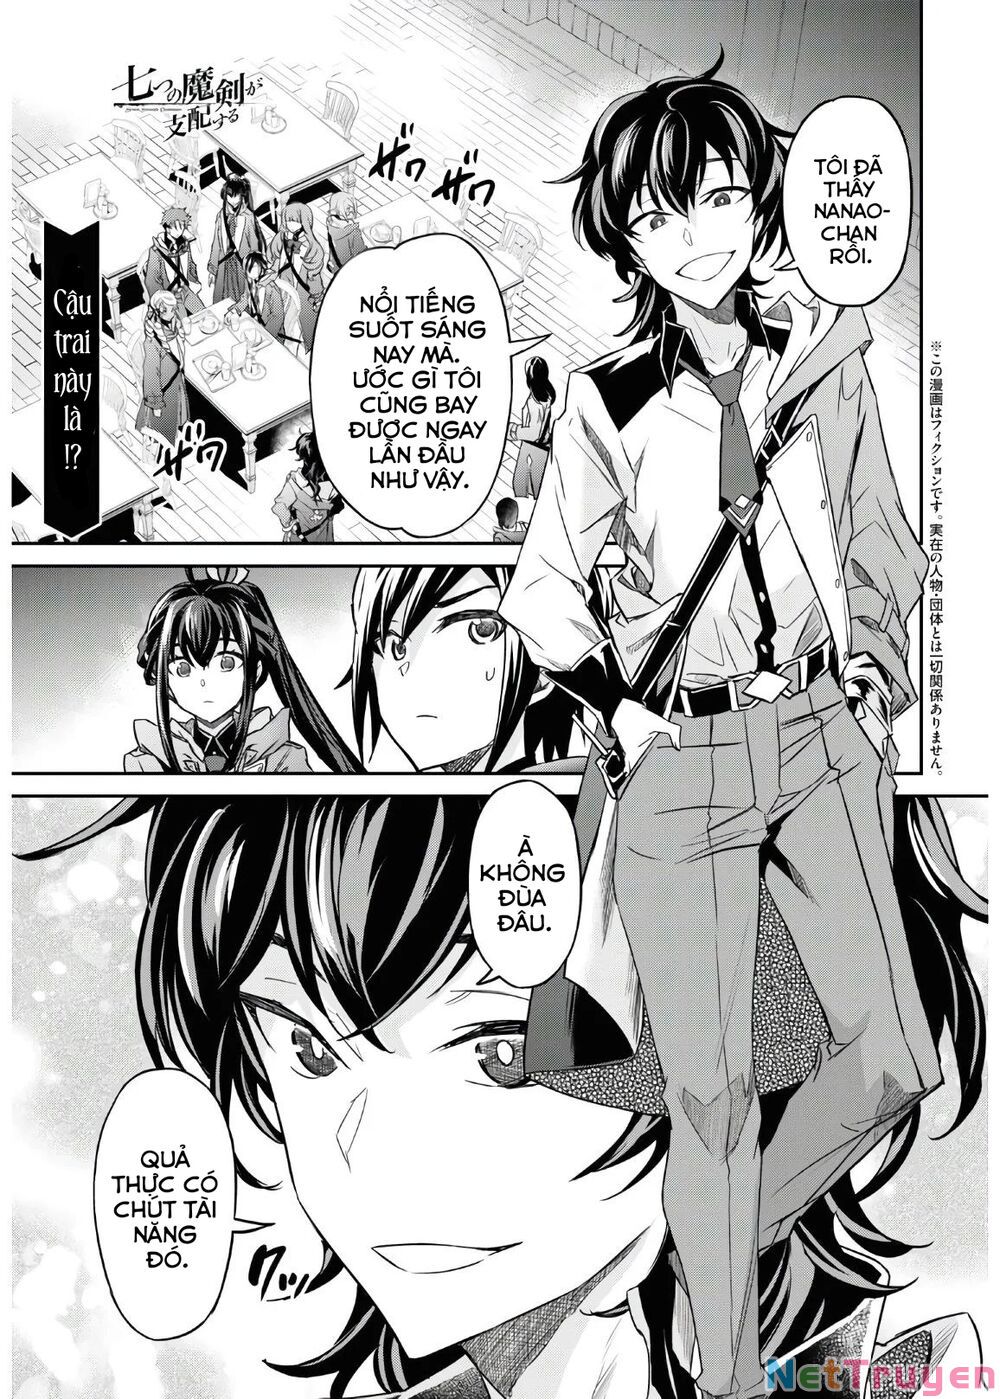 七つの魔剣が
支配する
TÔI ĐÃ
THẤY
NANAO-
CHAN
RỒI.
ザワ
ザワ
NỔI TIẾNG
SUỐT SÁNG
NAY MÀ.
ƯỚC GÌ TÔI
CŨNG BAY
ĐƯỢC NGAY
LẦN ĐẦU
NHƯ VẬY.
Cậu
trai
này
là
!?
ザワ
※この漫画はフィクションです。実在の人物・団体とは一切関係ありません。
À
KHÔNG
ĐÙA
ĐÂU.
QUẢ
THỰC CÓ
CHÚT TÀI
NĂNG
ĐÓ.
クッ
NetTruyen